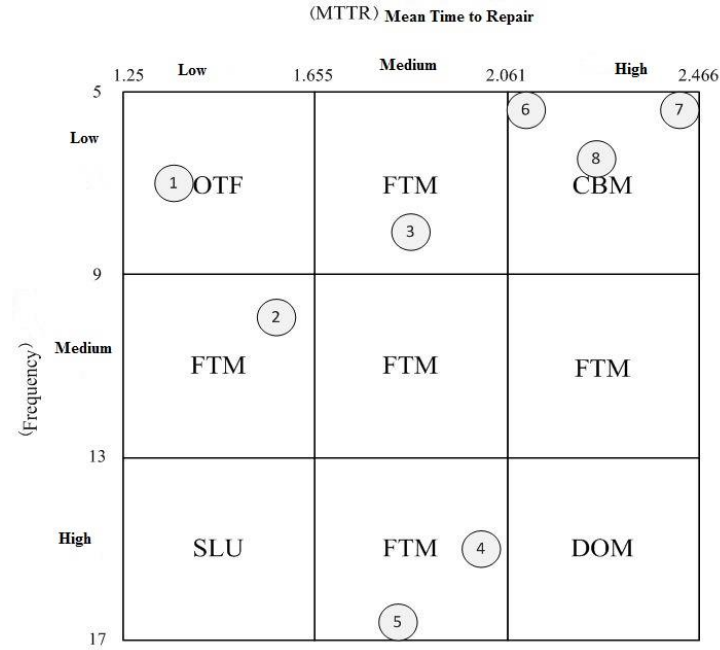 (MTTR) Mean Time to Repair
Low Medium High
1.25 1.655 2.061 2.466
5
6 7
Low
8
1 OTF FTM CBM
3
9
2
Medium
FTM FTM FTM
(Frequency)
13
High
SLU FTM 4 DOM
5
17